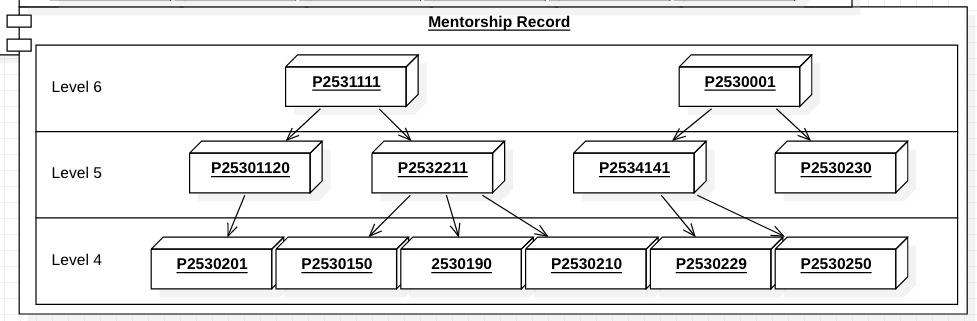 Mentorship Record
Level 6
P2531111
P2530001
Level 5
P25301120
P2532211
P2534141
P2530230
Level 4
P2530201
P2530150
2530190
P2530210
P2530229
P2530250